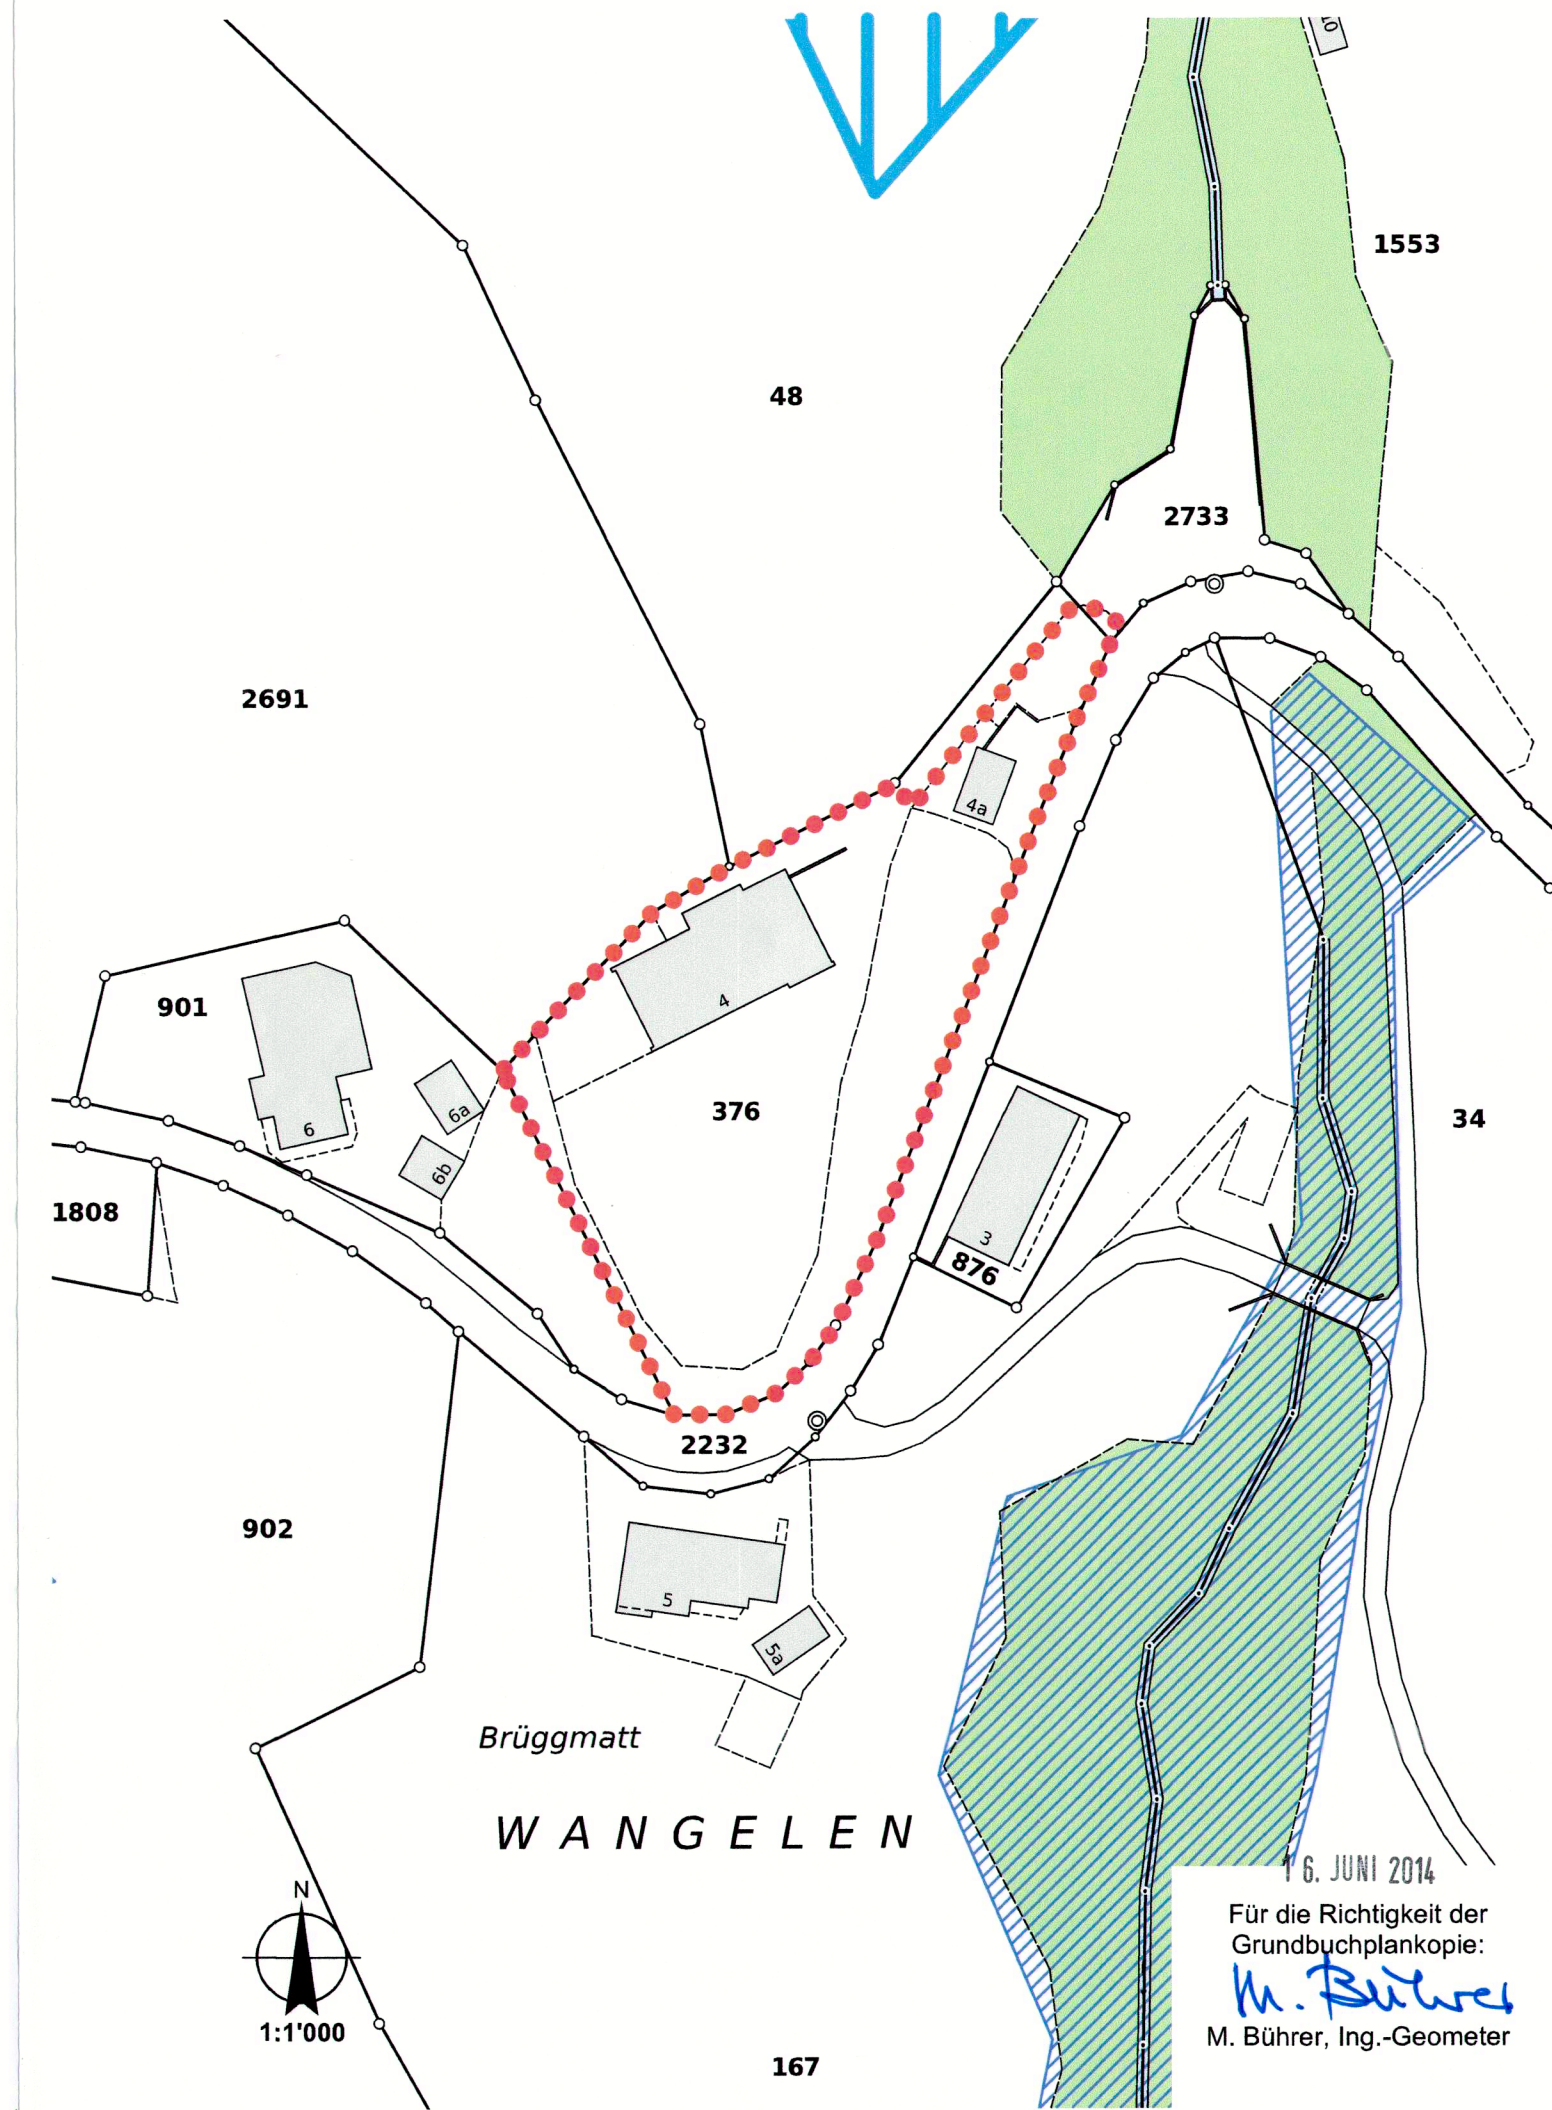 10
1553
48
2733
2691
4a
901
4
6a
6
376
34
6b
1808
3
876
2232
902
5
5a
Brüggmatt
WANGELEN
16. JUNI 2014
N
Für die Richtigkeit der
Grundbuchplankopie:
M. Bührer
1:1'000
M. Bührer, Ing.-Geometer
167